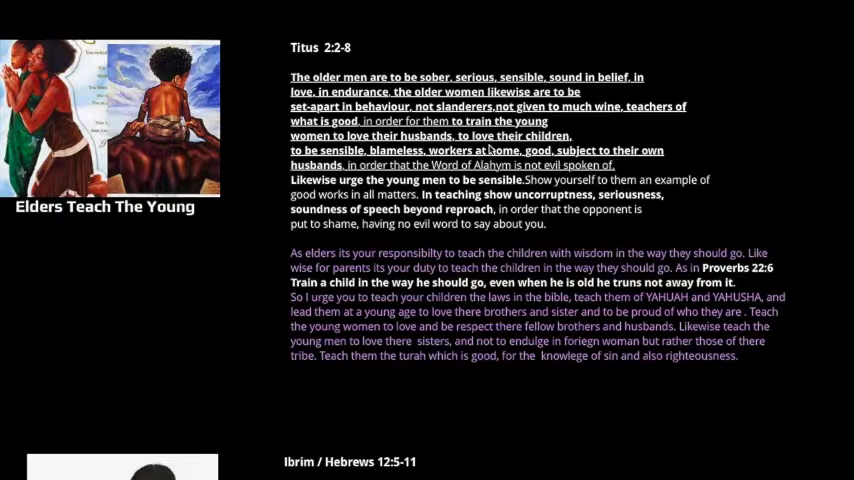 Titus 2:2-8
The older men are to be sober, serious, sensible, sound in belief, in
love, in endurance, the older women likewise are to be
set-apart in behaviour, not slanderers,not given to much wine, teachers of
what is good, in order for them to train the young
women to love their husbands, to love their children,
to be sensible, blameless, workers at home, good, subject to their own
husbands, in order that the Word of Alahym is not evil spoken of.
Likewise urge the young men to be sensible.Show yourself to them an example of
good works in all matters. In teaching show uncorruptness, seriousness,
soundness of speech beyond reproach, in order that the opponent is
put to shame, having no evil word to say about you.
Elders Teach The Young
As elders its your responsibilty to teach the children with wisdom in the way they should go. Like
wise for parents its your duty to teach the children in the way they should go. As in Proverbs 22:6
Train a child in the way he should go, even when he is old he truns not away from it.
So I urge you to teach your children the laws in the bible, teach them of YAHUAH and YAHUSHA, and
lead them at a young age to love there brothers and sister and to be proud of who they are . Teach
the young women to love and be respect there fellow brothers and husbands. Likewise teach the
young men to love there sisters, and not to endulge in foriegn woman but rather those of there
tribe. Teach them the turah which is good, for the knowlege of sin and also righteousness.
Ibrim / Hebrews 12:5-11